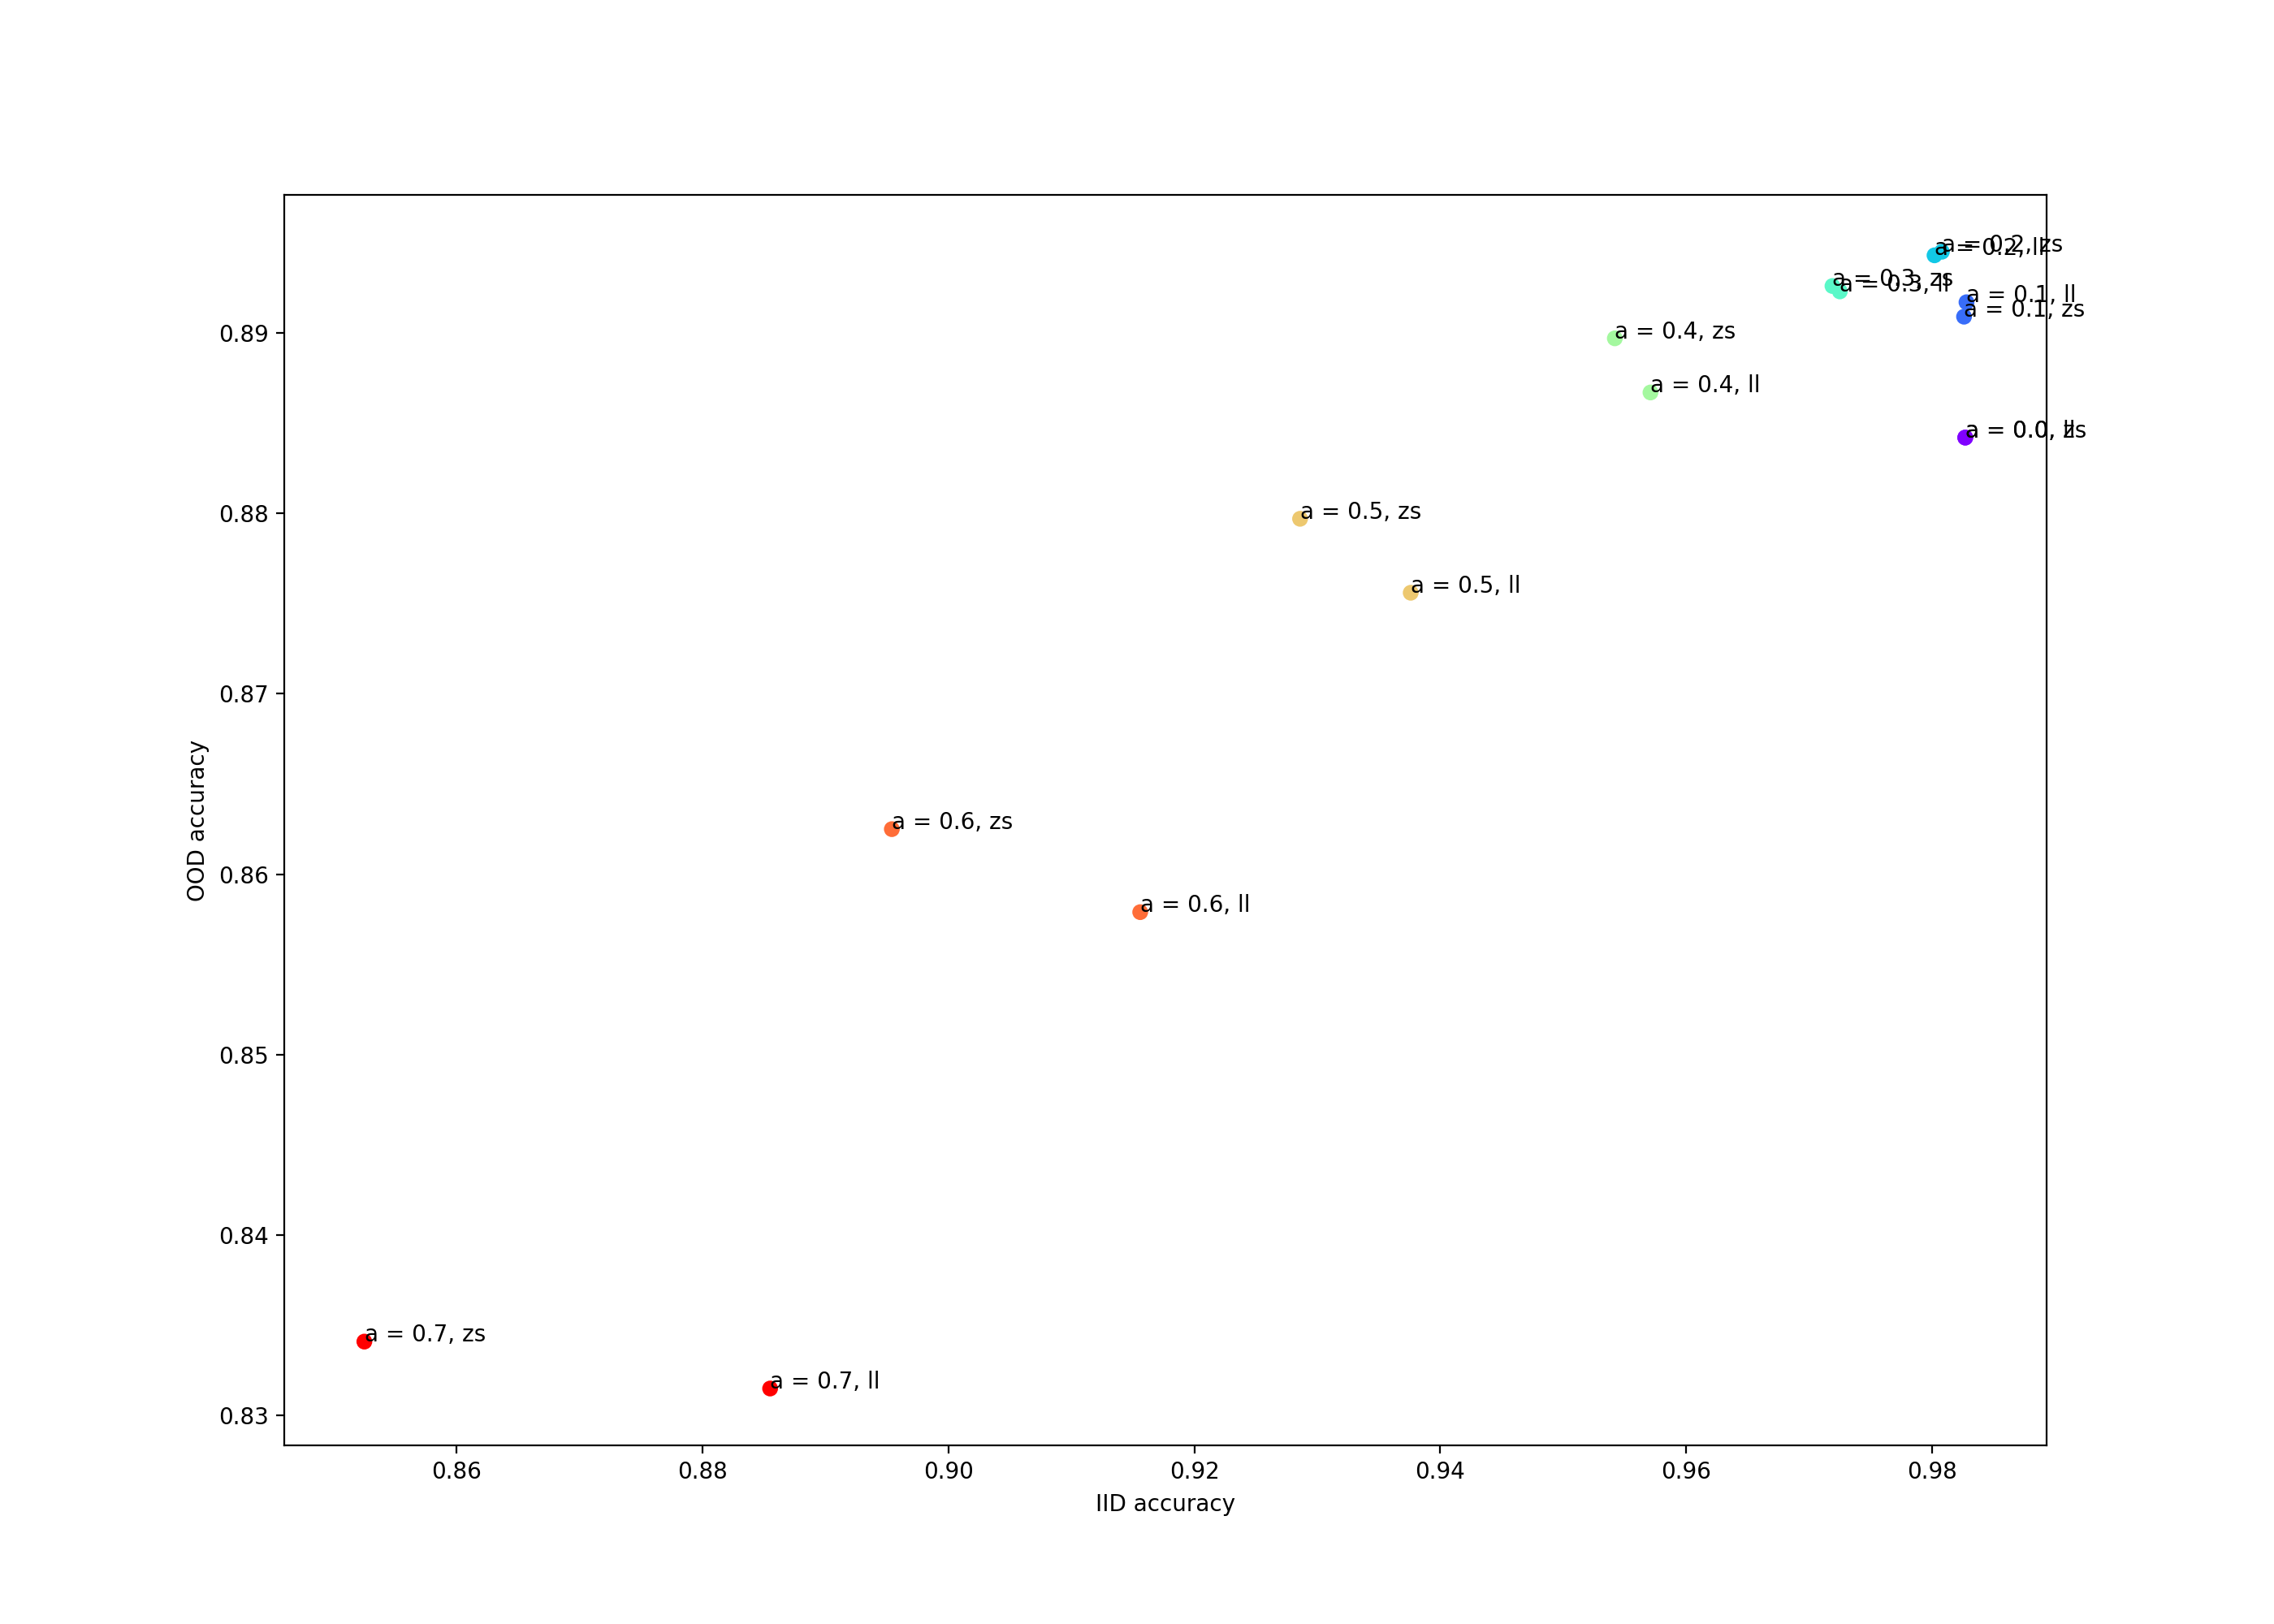 a = 0.2, zs
a = 0.2, ll
a = 0.3, zs
a = 0.3, ll
a = 0.1, ll
a = 0.1, zs
0.89
a = 0.4, zs
a = 0.4, ll
a = 0.0, ll
a = 0.0, zs
0.88
a = 0.5, zs
a = 0.5, ll
0.87
OOD accuracy
a = 0.6, zs
0.86
a = 0.6, ll
0.85
0.84
a = 0.7, zs
a = 0.7, ll
0.83
0.86 0.88 0.90 0.92 0.94 0.96 0.98
IID accuracy